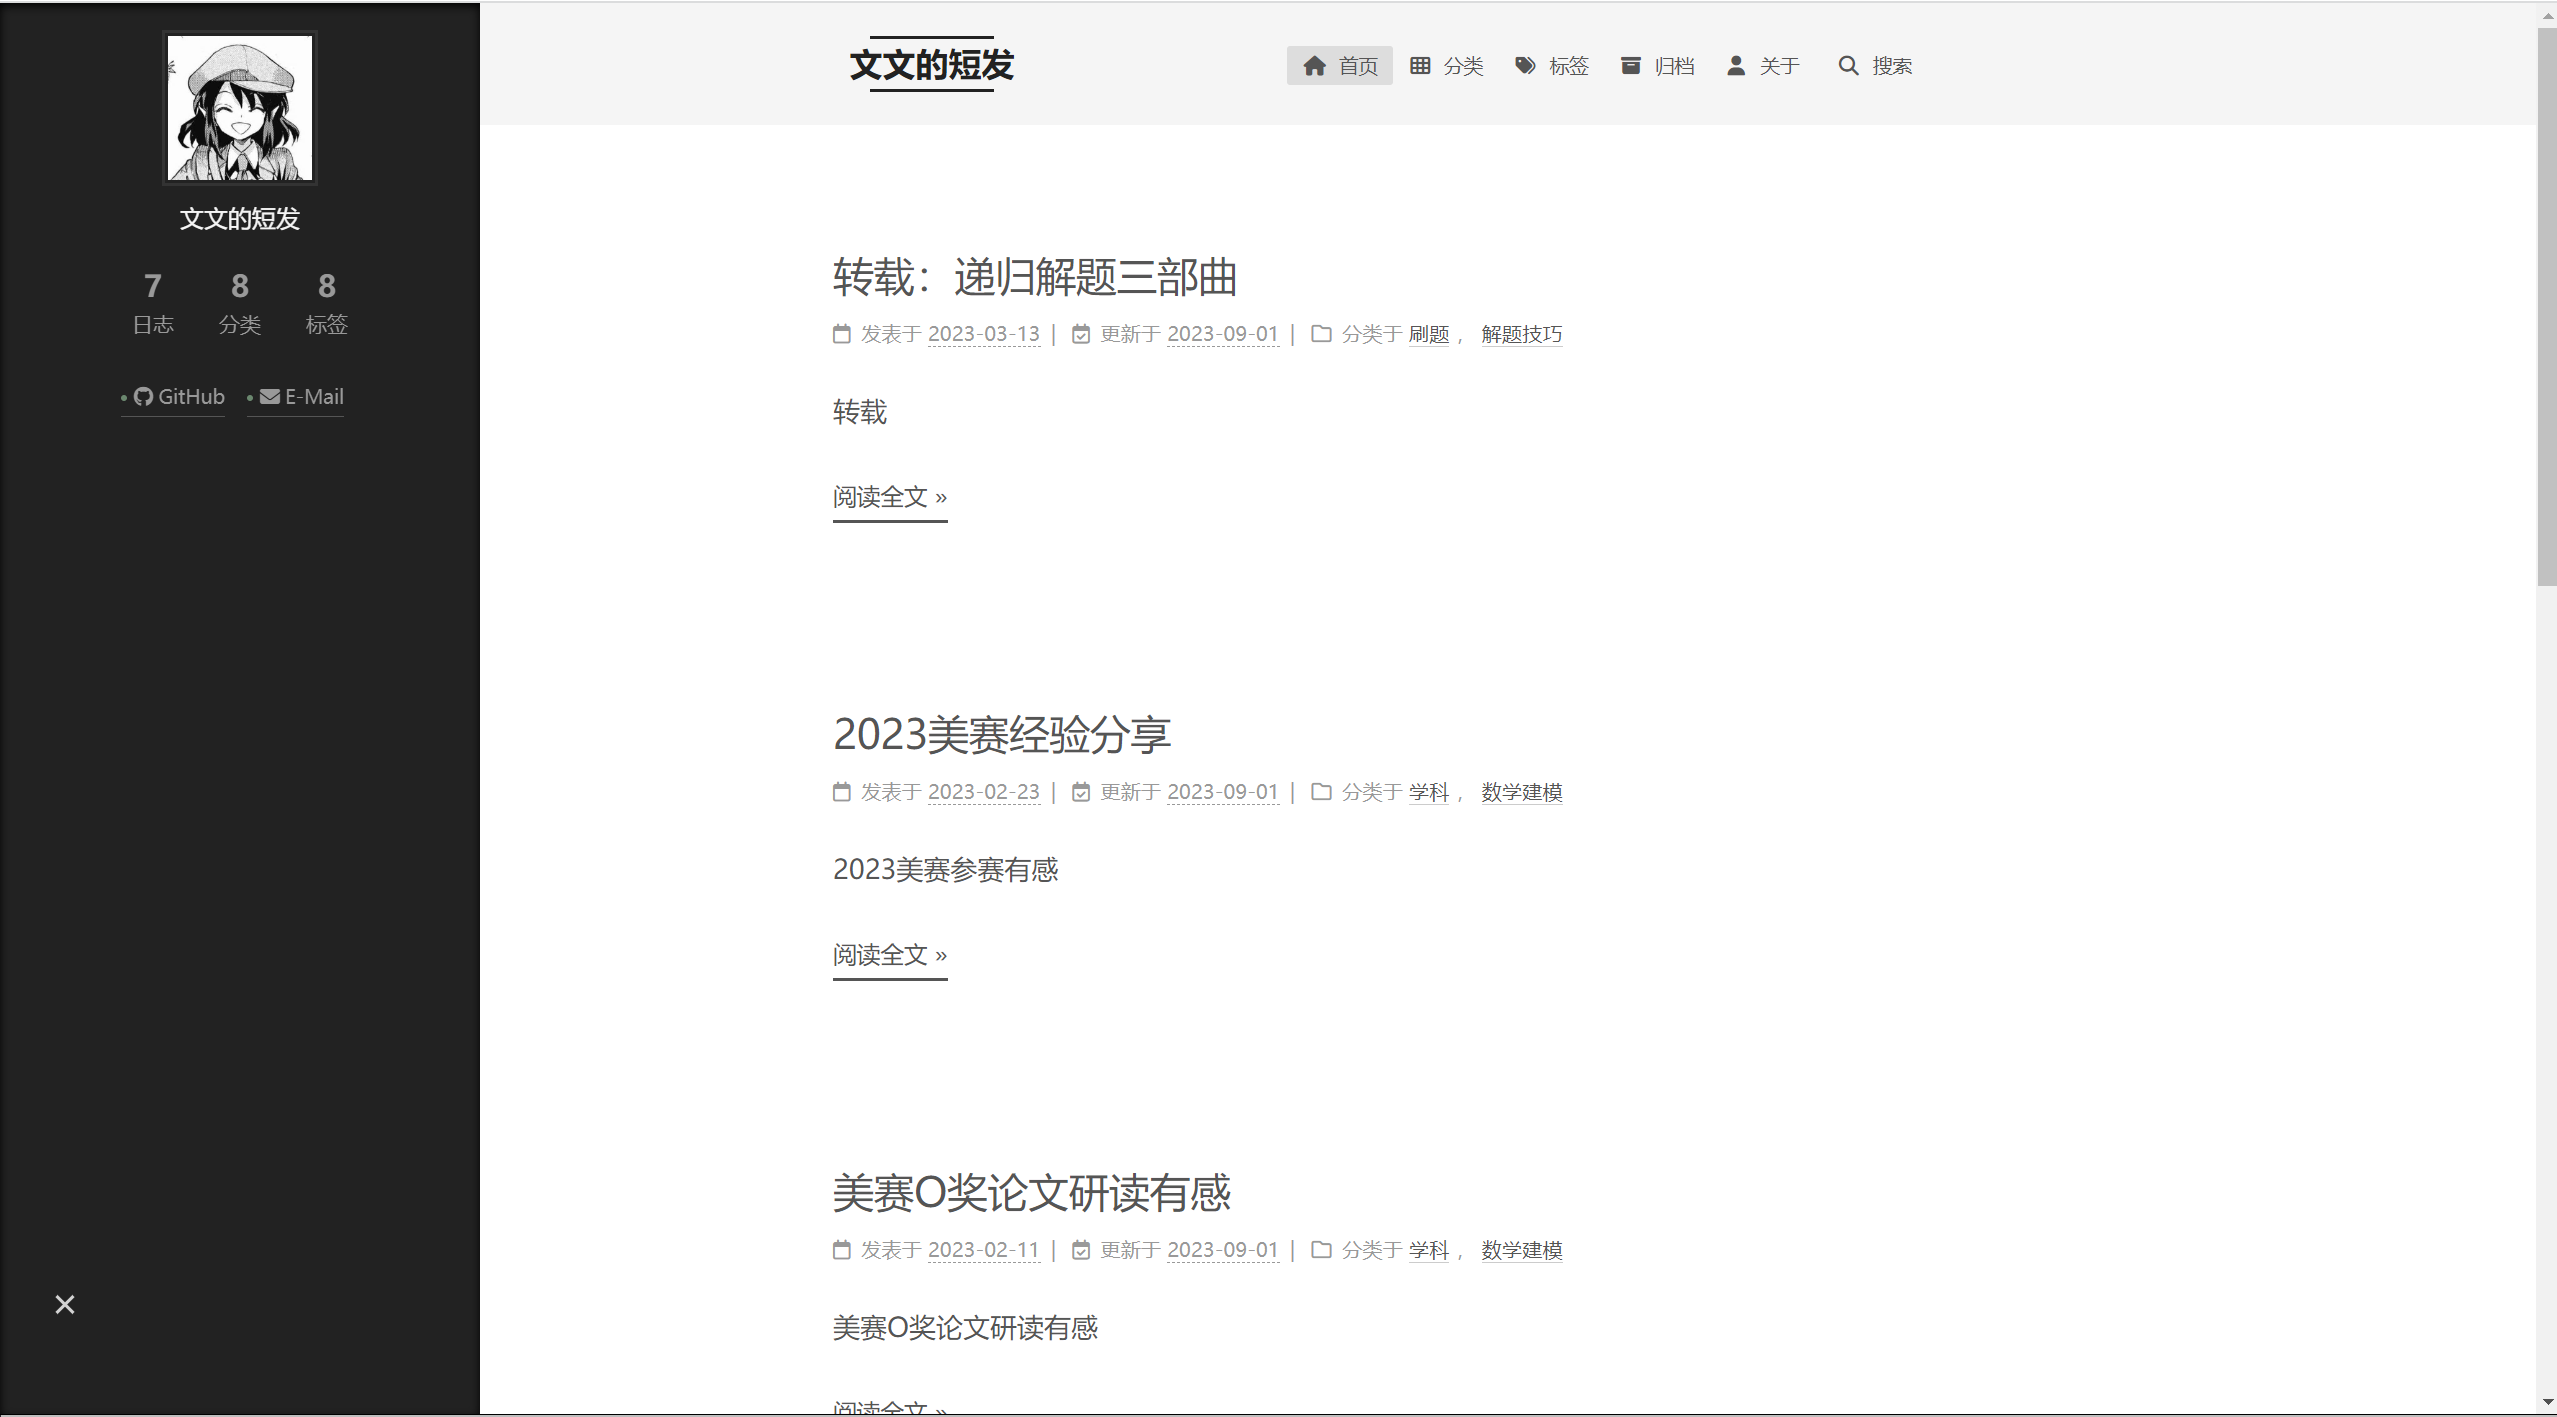 文文的短发
7 8 8
日志 分类 标签
GitHub E-Mail
文文的短发
首页 分类 标签 归档 关于 搜索
转载：递归解题三部曲
发表于 2023-03-13 | 更新于 2023-09-01 | 分类于 刷题 ， 解题技巧
转载
阅读全文 »
2023美赛经验分享
发表于 2023-02-23 | 更新于 2023-09-01 | 分类于 学科 ， 数学建模
2023美赛参赛有感
阅读全文 »
美赛O奖论文研读有感
发表于 2023-02-11 | 更新于 2023-09-01 | 分类于 学科 ， 数学建模
美赛O奖论文研读有感
阅读全文 »